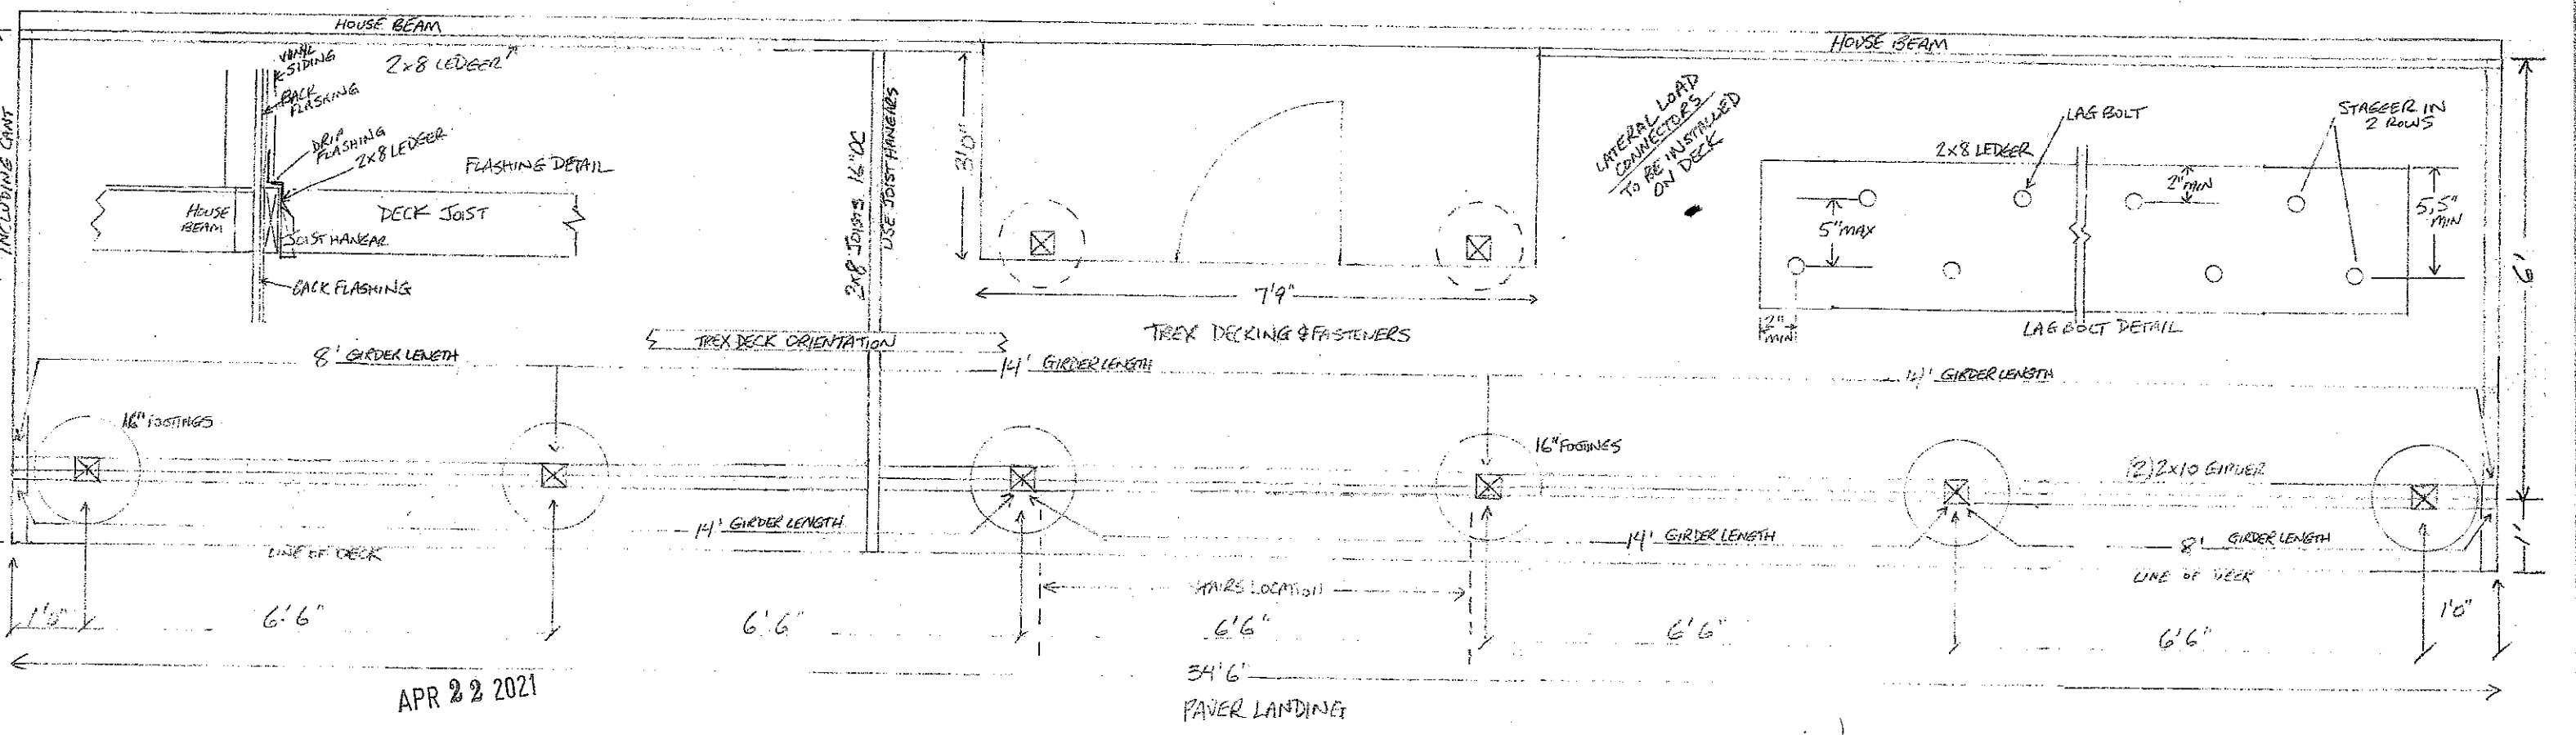 HOUSE BEAM
HOUSE BEAM
VINYL
SIDING
2x8 LEDGER
BACK
FLASKING
DRIP
FLASHING
2x8 LEDGER
FLASHING DETAIL
HOUSE
BEAM
DECK JOIST
JOIST HANGAR
BACK FLASHING
INCLUDING CANT
2x8 JOISTS 16"OC
USE JOIST HANGERS
3'0"
7'9"
LATERAL LOAD
CONNECTORS
TO BE INSTALLED
ON DECK
LAG BOLT
STAGGER IN
2 ROWS
2x8 LEDGER
2" MIN
5" MAX
5.5"
MIN
2"
MIN
LAG BOLT DETAIL
6'
TREX DECK ORIENTATION
TREX DECKING & FASTENERS
8' GIRDER LENGTH
14' GIRDER LENGTH
14' GIRDER LENGTH
16" FOOTINGS
16" FOOTINGS
(2) 2x10 GIRDER
14' GIRDER LENGTH
14' GIRDER LENGTH
8' GIRDER LENGTH
1'
LINE OF DECK
LINE OF DECK
STAIRS LOCATION
1'0"
6'6"
6'6"
6'6"
6'6"
6'6"
1'0"
34'6"
APR 22 2021
PAVER LANDING